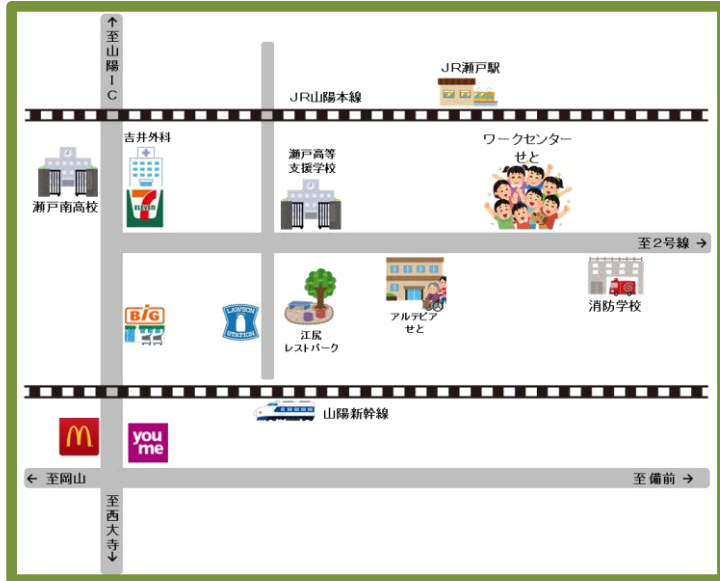 ↑至山陽IC
JR瀬戸駅
JR山陽本線
吉井外科
瀬戸高等
支援学校
ワークセンター
せと
瀬戸南高校
7
ELEVEN
至2号線 →
BiG
LAWSON
STATION
江尻
レストパーク
アルテピア
せと
消防学校
山陽新幹線
you
me
← 至岡山
至備前 →
至西大寺↓